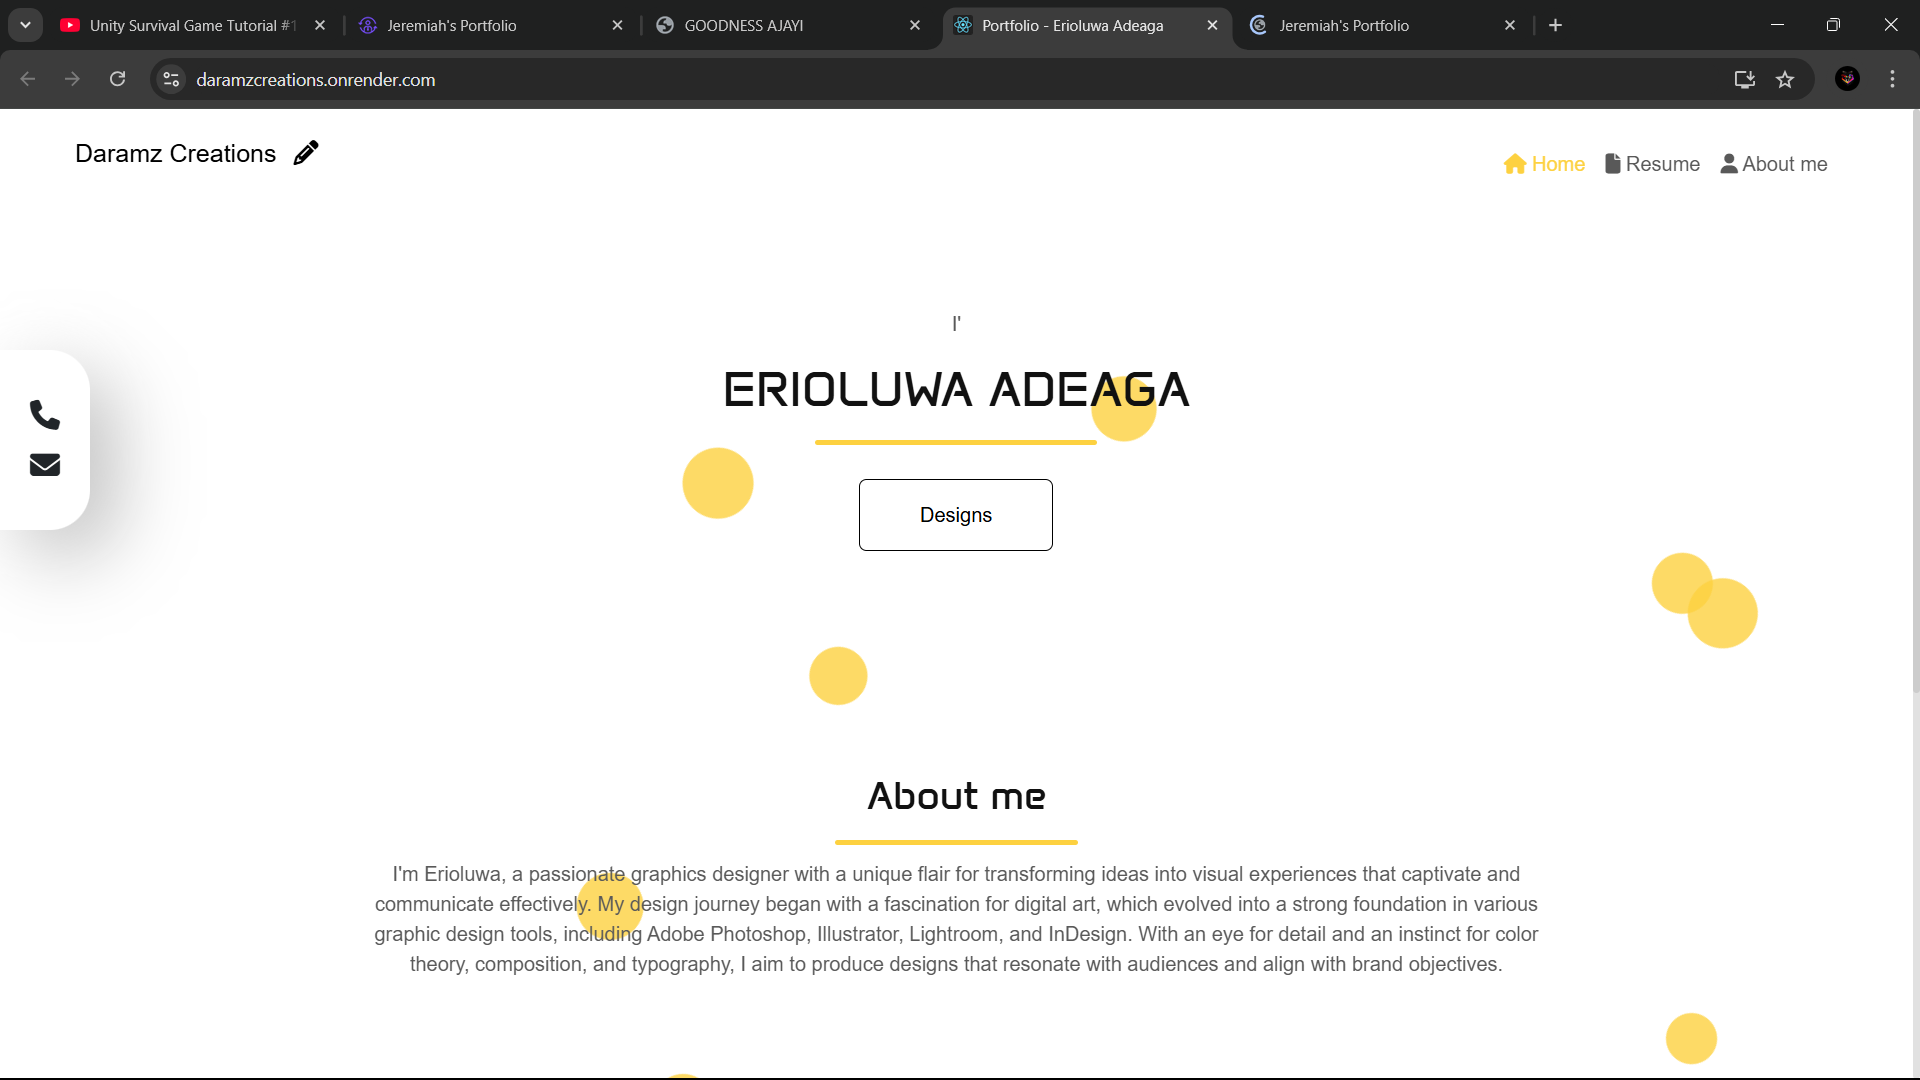 Unity Survival Game Tutorial #1
Jeremiah's Portfolio
GOODNESS AJAYI
Portfolio - Erioluwa Adeaga
Jeremiah's Portfolio
daramzcreations.onrender.com
Daramz Creations
Home
Resume
About me
I'
ERIOLUWA ADEAGA
Designs
About me
I'm Erioluwa, a passionate graphics designer with a unique flair for transforming ideas into visual experiences that captivate and
communicate effectively. My design journey began with a fascination for digital art, which evolved into a strong foundation in various
graphic design tools, including Adobe Photoshop, Illustrator, Lightroom, and InDesign. With an eye for detail and an instinct for color
theory, composition, and typography, I aim to produce designs that resonate with audiences and align with brand objectives.